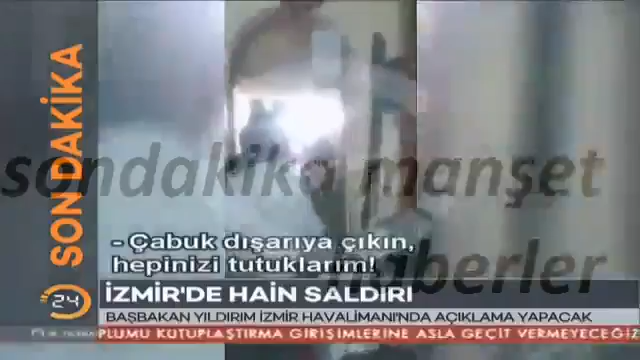 SON DAKİKA
sondakika manşet
haberler
- Çabuk dışarıya çıkın,
hepinizi tutuklarım!
24
İZMİR'DE HAİN SALDIRI
BAŞBAKAN YILDIRIM İZMİR HAVALİMANI'NDA AÇIKLAMA YAPACAK
PLUMU KUTUPLAŞTIRMA GİRİŞİMLERİNE ASLA GEÇİT VERMEYECEĞİZ